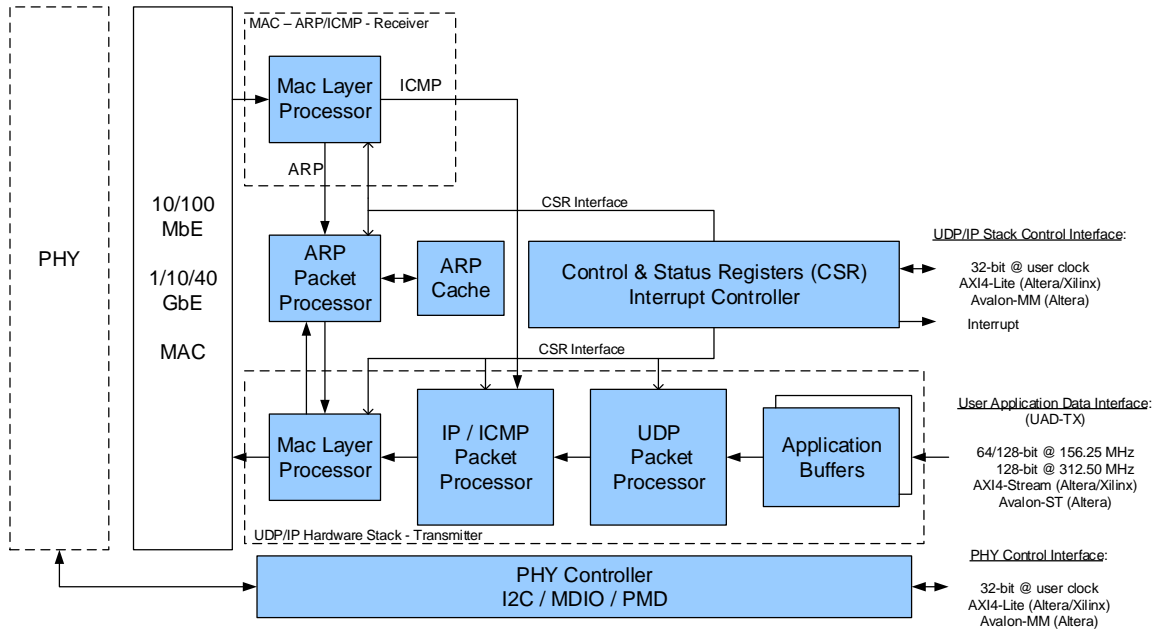 MAC – ARP/ICMP - Receiver
Mac Layer
Processor
ICMP
ARP
PHY
10/100
MbE
1/10/40
GbE
MAC
CSR Interface
ARP
Packet
Processor
ARP
Cache
Control & Status Registers (CSR)
Interrupt Controller
UDP/IP Stack Control Interface:
32-bit @ user clock
AXI4-Lite (Altera/Xilinx)
Avalon-MM (Altera)
Interrupt
CSR Interface
Mac Layer
Processor
IP / ICMP
Packet
Processor
UDP
Packet
Processor
Application
Buffers
User Application Data Interface:
(UAD-TX)
64/128-bit @ 156.25 MHz
128-bit @ 312.50 MHz
AXI4-Stream (Altera/Xilinx)
Avalon-ST (Altera)
UDP/IP Hardware Stack - Transmitter
PHY Controller
I2C / MDIO / PMD
PHY Control Interface:
32-bit @ user clock
AXI4-Lite (Altera/Xilinx)
Avalon-MM (Altera)